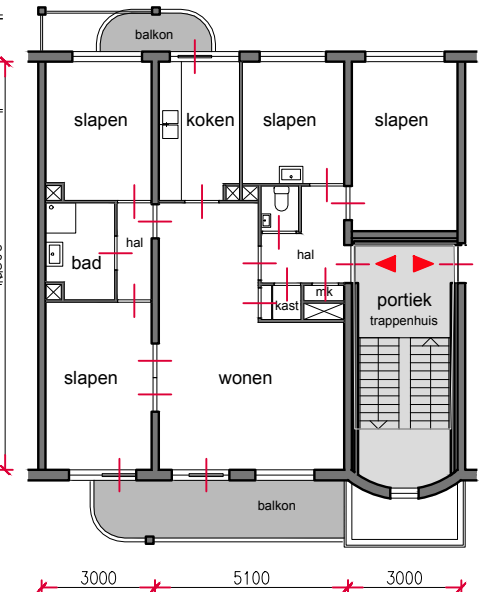 balkon
slapen
koken
slapen
slapen
bad
hal
hal
kast
mk
portiek
trappenhuis
slapen
wonen
balkon
3000
5100
3000